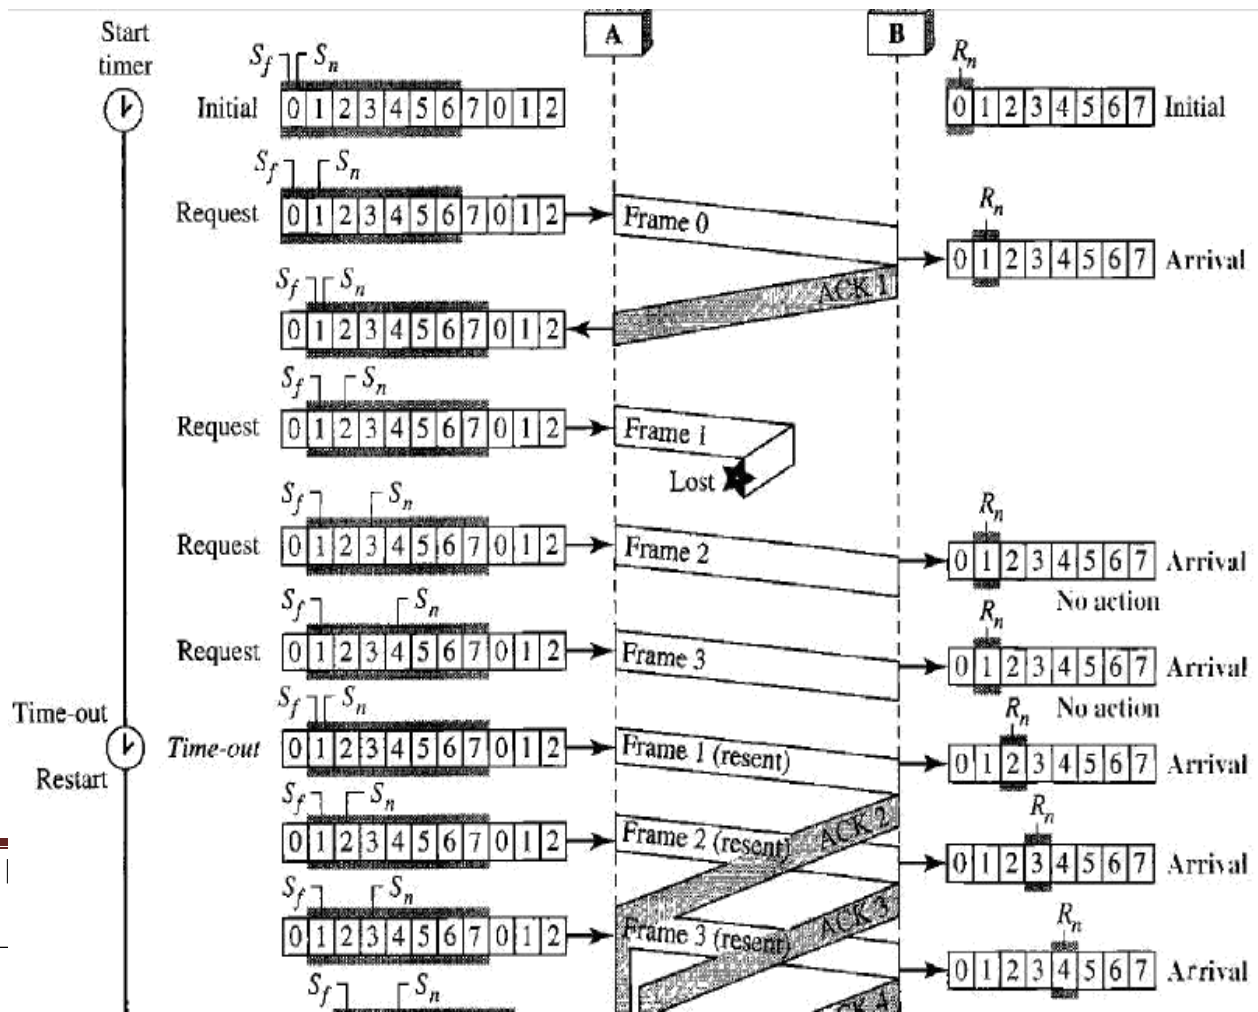 Start
timer
A
B
Sf Sn
Rn
Initial 0 1 2 3 4 5 6 7 0 1 2
0 1 2 3 4 5 6 7 Initial
Sf Sn
Request 0 1 2 3 4 5 6 7 0 1 2
Frame 0
Rn
0 1 2 3 4 5 6 7 Arrival
Sf Sn
ACK 1
0 1 2 3 4 5 6 7 0 1 2
Sf Sn
Request 0 1 2 3 4 5 6 7 0 1 2
Frame 1
Lost
Sf Sn
Rn
Request 0 1 2 3 4 5 6 7 0 1 2
Frame 2
0 1 2 3 4 5 6 7 Arrival
No action
Sf Sn
Rn
Request 0 1 2 3 4 5 6 7 0 1 2
Frame 3
0 1 2 3 4 5 6 7 Arrival
No action
Sf Sn
Rn
Time-out
Restart
Time-out 0 1 2 3 4 5 6 7 0 1 2
Frame 1 (resent)
0 1 2 3 4 5 6 7 Arrival
Sf Sn
Rn
ACK 2
0 1 2 3 4 5 6 7 0 1 2
Frame 2 (resent)
0 1 2 3 4 5 6 7 Arrival
Sf Sn
Rn
ACK 3
0 1 2 3 4 5 6 7 0 1 2
Frame 3 (resent)
0 1 2 3 4 5 6 7 Arrival
Sf Sn
ACK 4